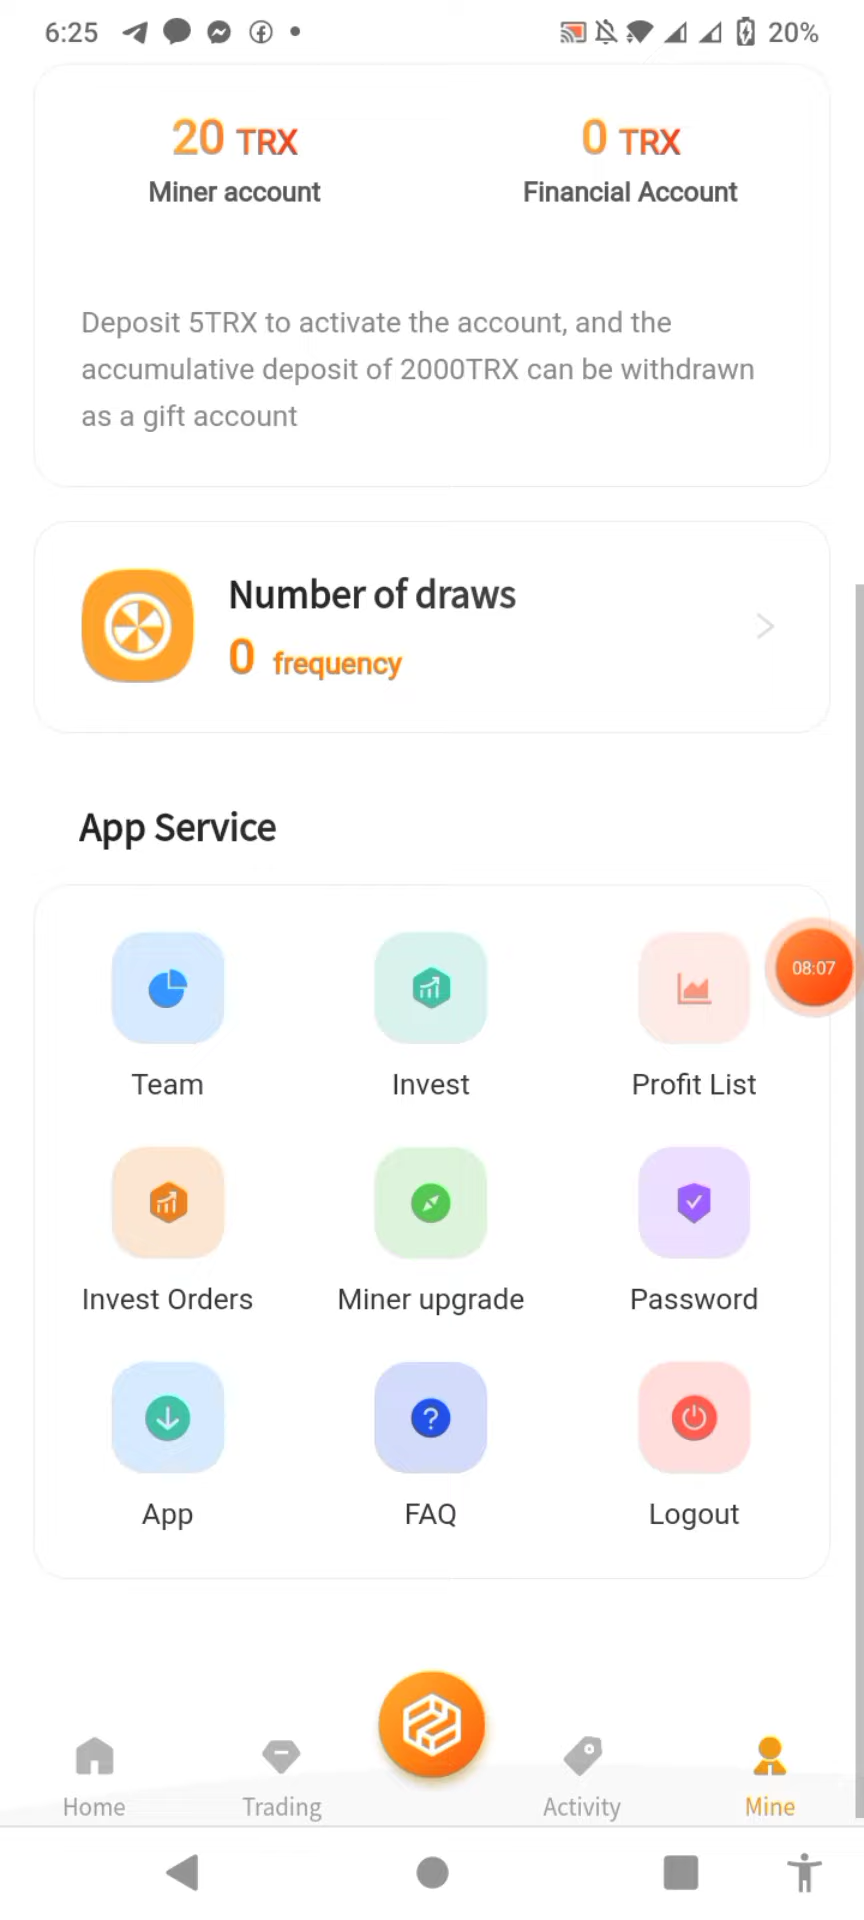 6:25 20%
20 TRX 0 TRX
Miner account Financial Account
Deposit 5TRX to activate the account, and the
accumulative deposit of 2000TRX can be withdrawn
as a gift account
Number of draws
0 frequency
App Service
08:07
Team Invest Profit List
Invest Orders Miner upgrade Password
App FAQ Logout
Home Trading Activity Mine